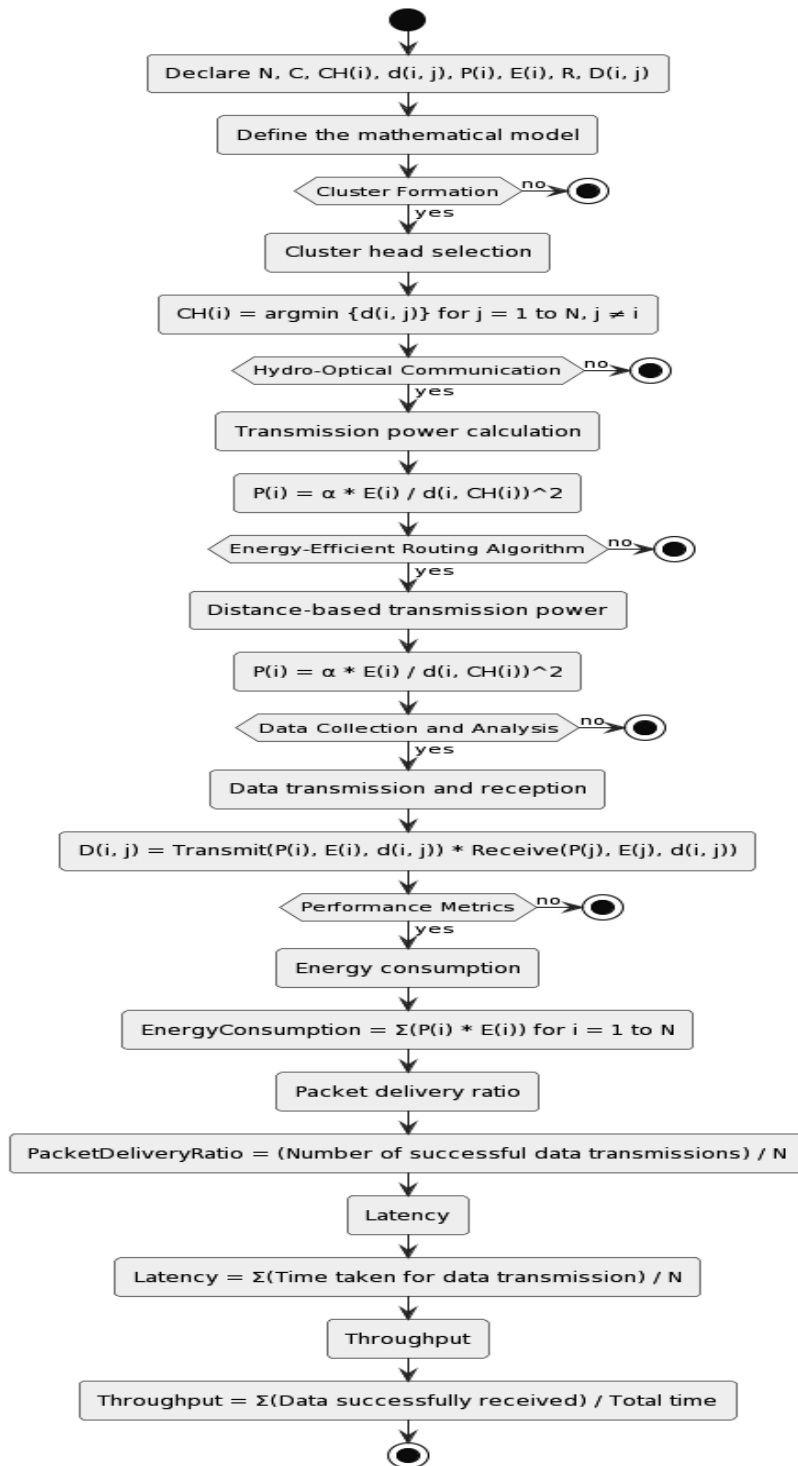 Declare N, C, CH(i), d(i, j), P(i), E(i), R, D(i, j)
Define the mathematical model
Cluster Formation
no
yes
Cluster head selection
CH(i) = argmin {d(i, j)} for j = 1 to N, j ≠ i
Hydro-Optical Communication
no
yes
Transmission power calculation
P(i) = α * E(i) / d(i, CH(i))^2
Energy-Efficient Routing Algorithm
no
yes
Distance-based transmission power
P(i) = α * E(i) / d(i, CH(i))^2
Data Collection and Analysis
no
yes
Data transmission and reception
D(i, j) = Transmit(P(i), E(i), d(i, j)) * Receive(P(j), E(j), d(i, j))
Performance Metrics
no
yes
Energy consumption
EnergyConsumption = Σ(P(i) * E(i)) for i = 1 to N
Packet delivery ratio
PacketDeliveryRatio = (Number of successful data transmissions) / N
Latency
Latency = Σ(Time taken for data transmission) / N
Throughput
Throughput = Σ(Data successfully received) / Total time